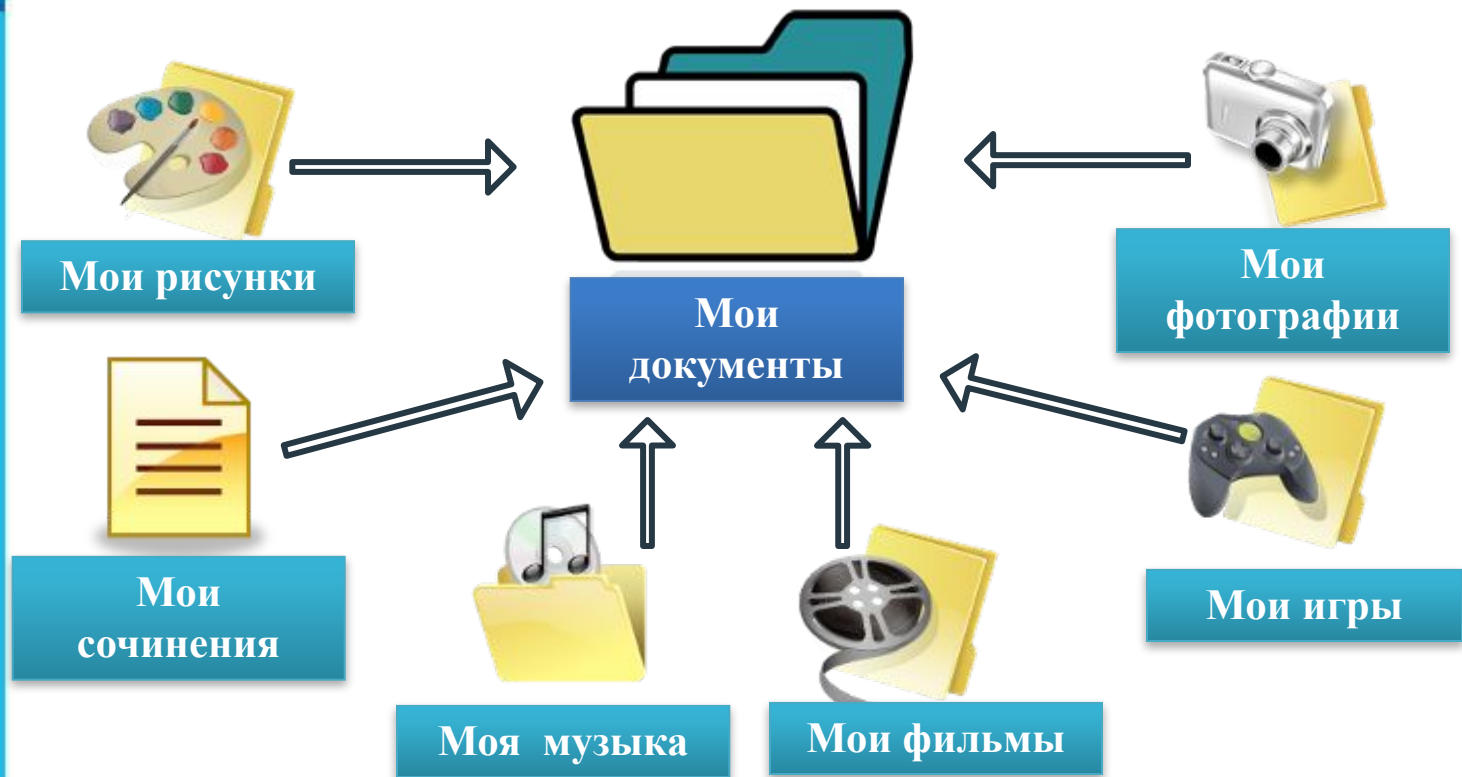 Мои рисунки
Мои
документы
Мои
фотографии
Мои
сочинения
Моя  музыка
Мои фильмы
Мои игры